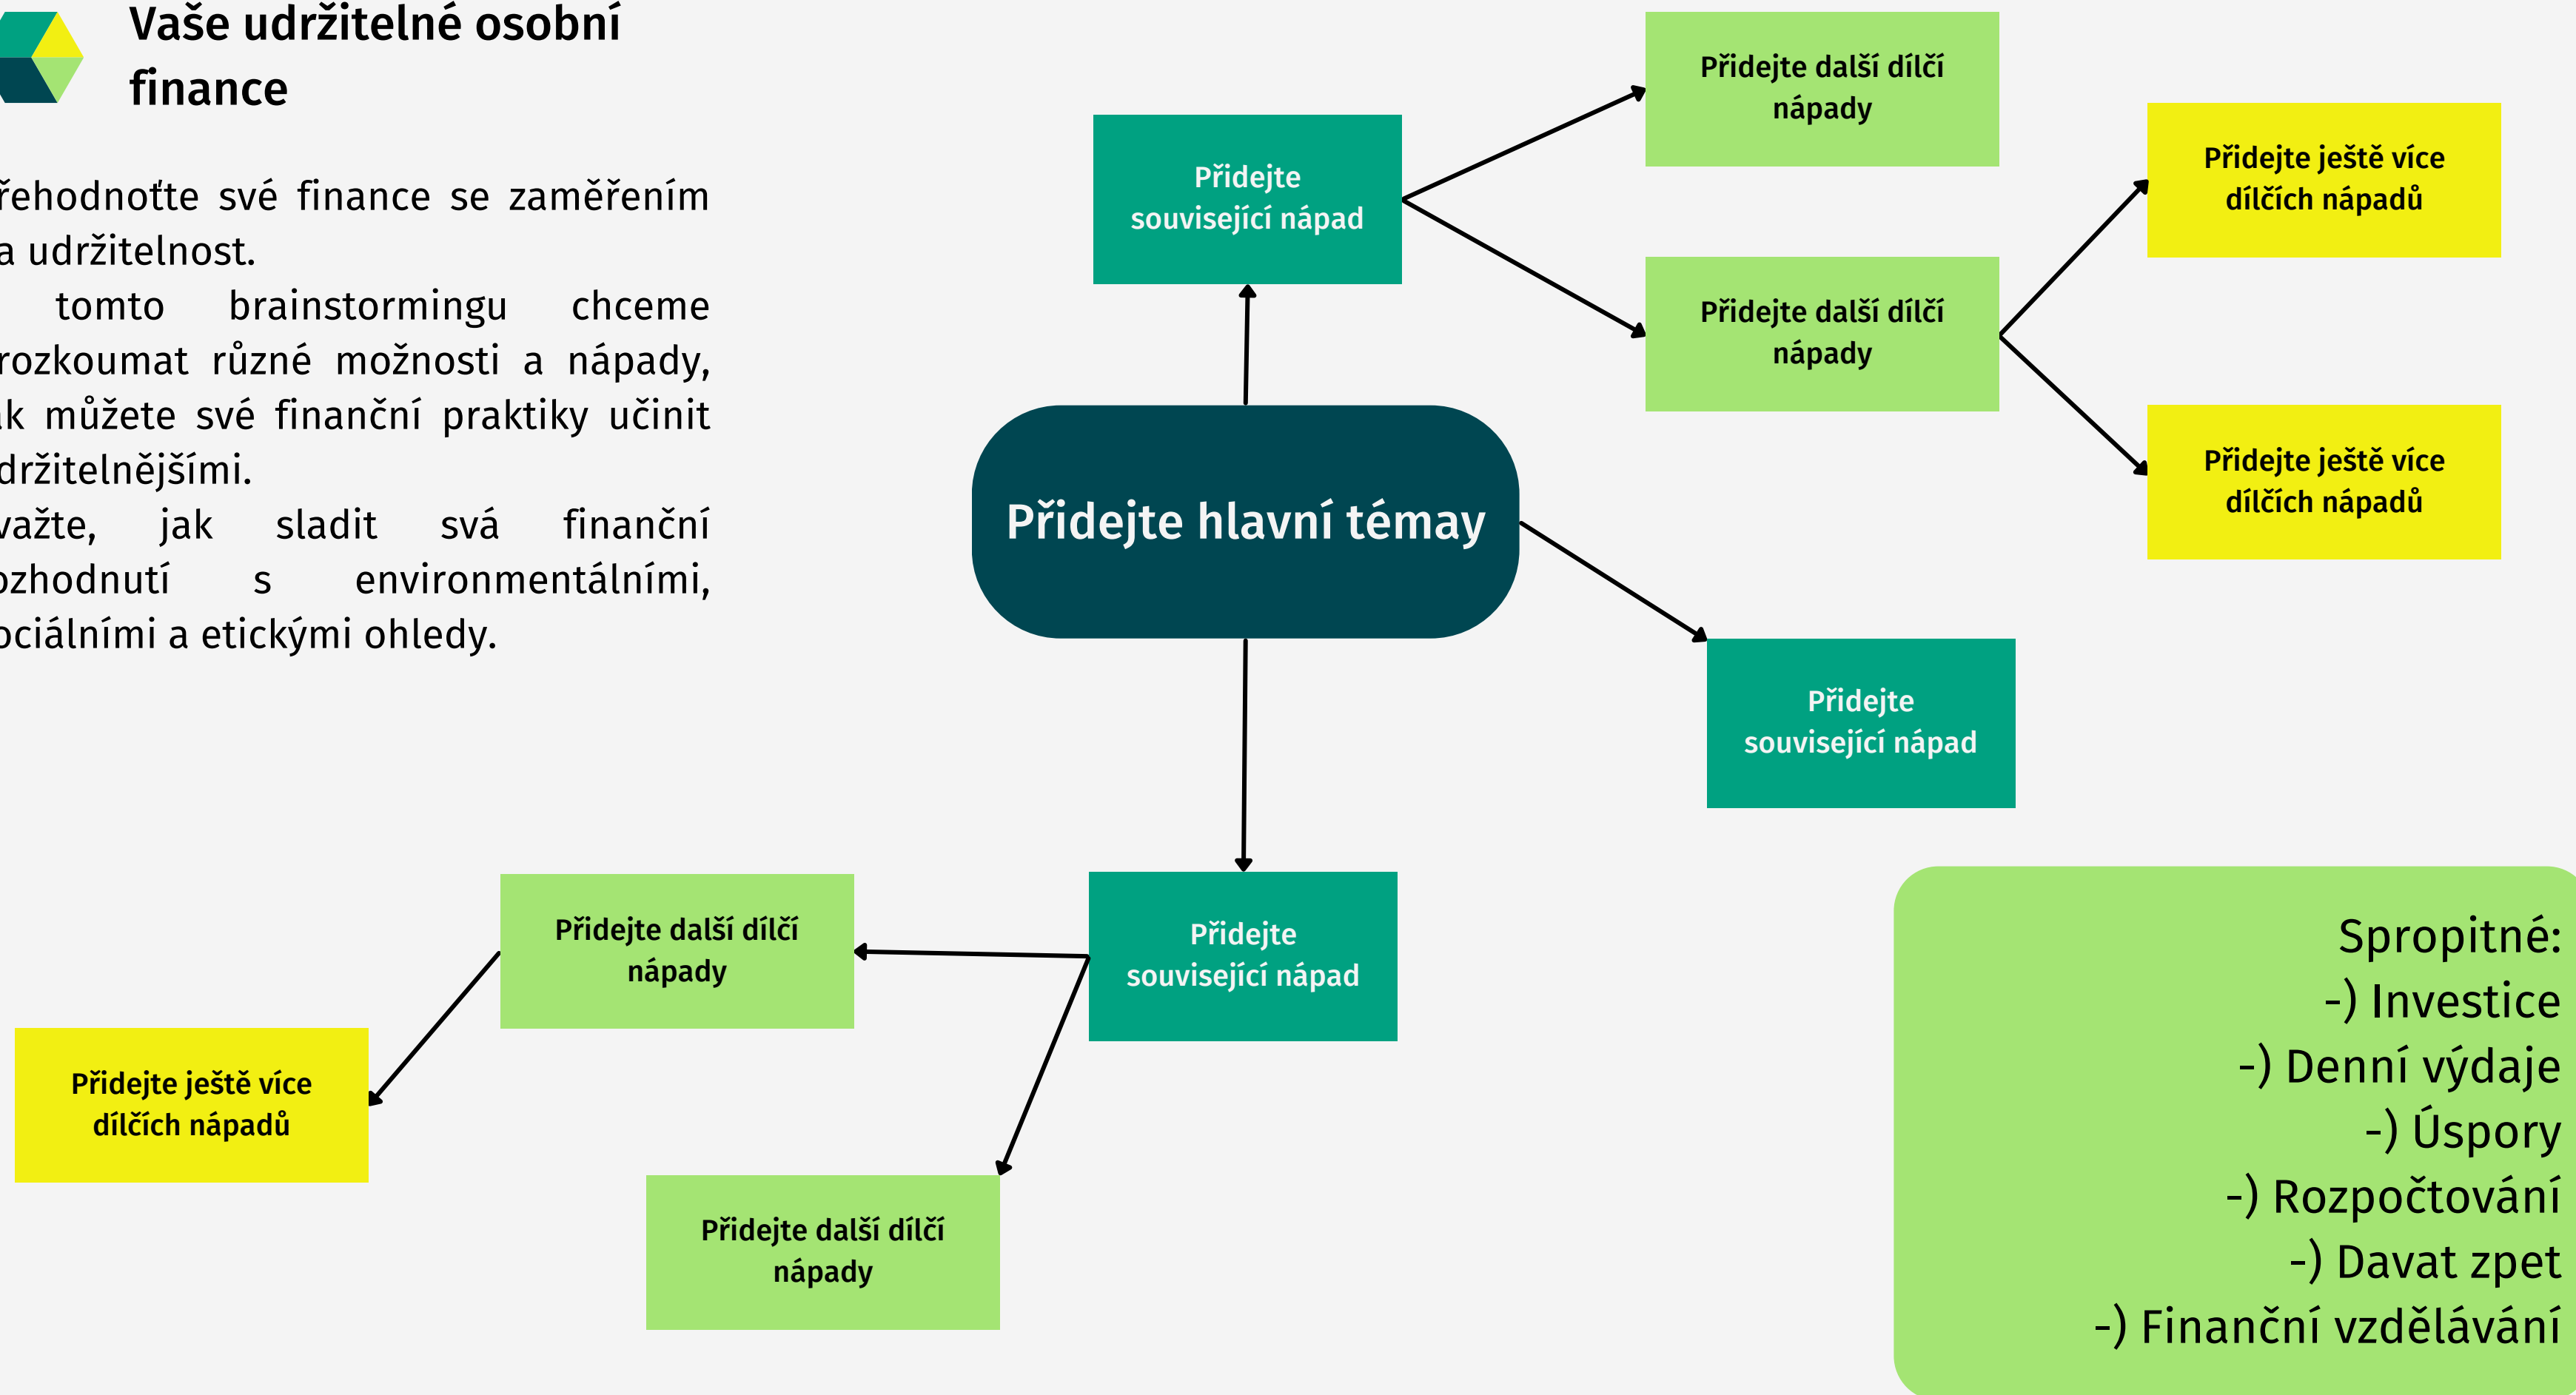 Vaše udržitelné osobní
finance
řehodnoťte své finance se zaměřením
a udržitelnost.
tomto brainstormingu chceme
rozkoumat různé možnosti a nápady,
k můžete své finanční praktiky učinit
držitelnějšími.
važte, jak sladit svá finanční
ozhodnutí s environmentálními,
ociálními a etickými ohledy.
Přidejte
související nápad
Přidejte další dílčí
nápady
Přidejte další dílčí
nápady
Přidejte ještě více
dílčích nápadů
Přidejte ještě více
dílčích nápadů
Přidejte hlavní témay
Přidejte
související nápad
Přidejte
související nápad
Přidejte další dílčí
nápady
Přidejte ještě více
dílčích nápadů
Přidejte další dílčí
nápady
Spropitné:
-) Investice
-) Denní výdaje
-) Úspory
-) Rozpočtování
-) Davat zpet
-) Finanční vzdělávání